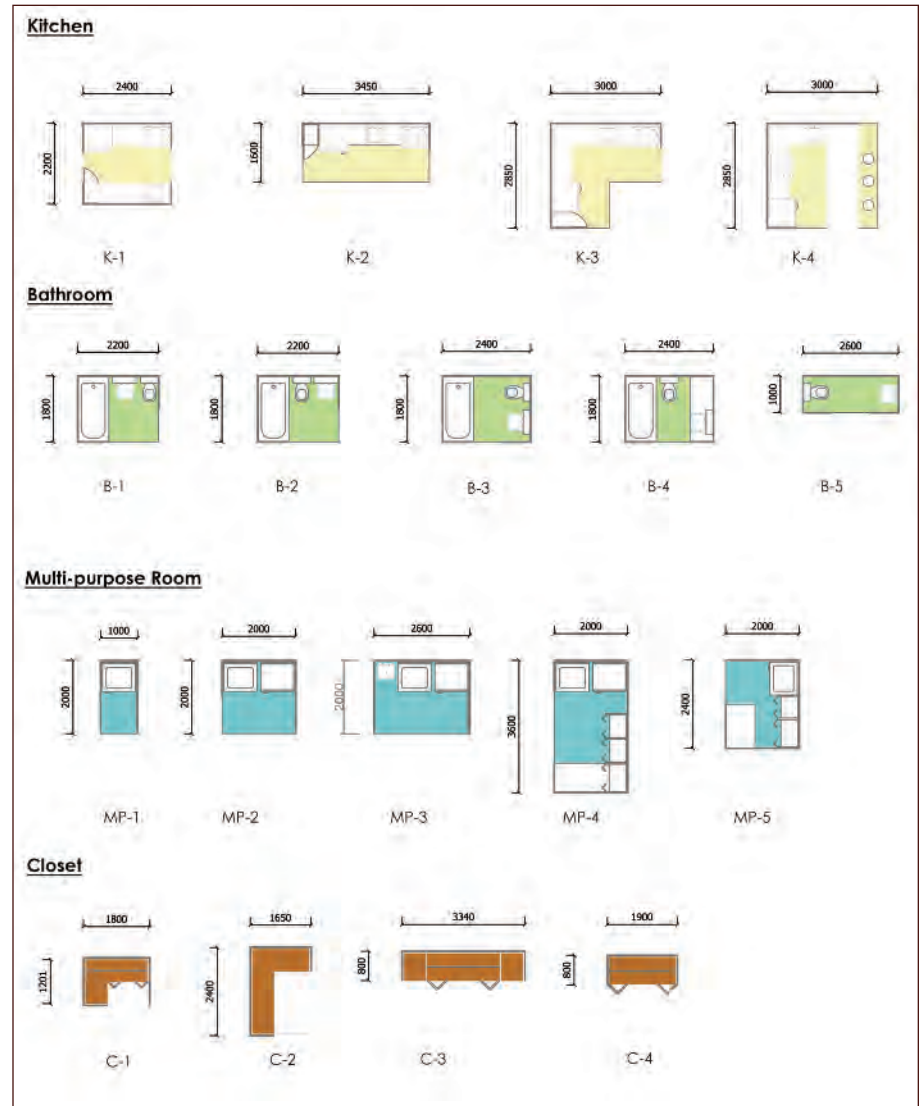 Kitchen
2400 3450 3000 3000
2200 1600 2850 2850
K-1 K-2 K-3 K-4
Bathroom
2200 2200 2400 2400 2600
1800 1800 1800 1800 1000
B-1 B-2 B-3 B-4 B-5
Multi-purpose Room
1000 2000 2600 2000 2000
2000 2000 2000 3600 2400
MP-1 MP-2 MP-3 MP-4 MP-5
Closet
1800 1650 3340 1900
1201 2400 800 800
C-1 C-2 C-3 C-4